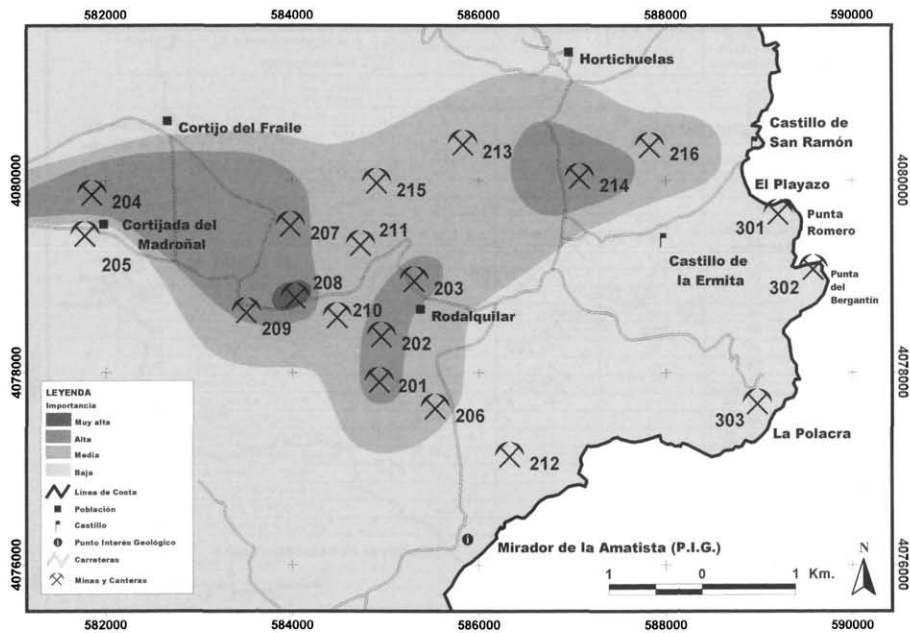 582000 584000 586000 588000 590000
Hortichuelas
Cortijo del Fraile
Castillo de
San Ramón
213
216
4080000
4080000
215
214
204
El Playazo
Cortijada del
Madroñal
207
211
301
Punta
Romero
205
208
203
Castillo de
la Ermita
302
Punta
del
Bergantín
209
210
Rodalquilar
202
4078000
4078000
201
206
303
La Polacra
212
LEYENDA
Importancia
Muy alta
Alta
Media
Baja
Línea de Costa
Población
Castillo
Punto Interés Geológico
Carreteras
Minas y Canteras
Mirador de la Amatista (P.I.G.)
4076000
4076000
N
1 0 1 Km.
582000 584000 586000 588000 590000